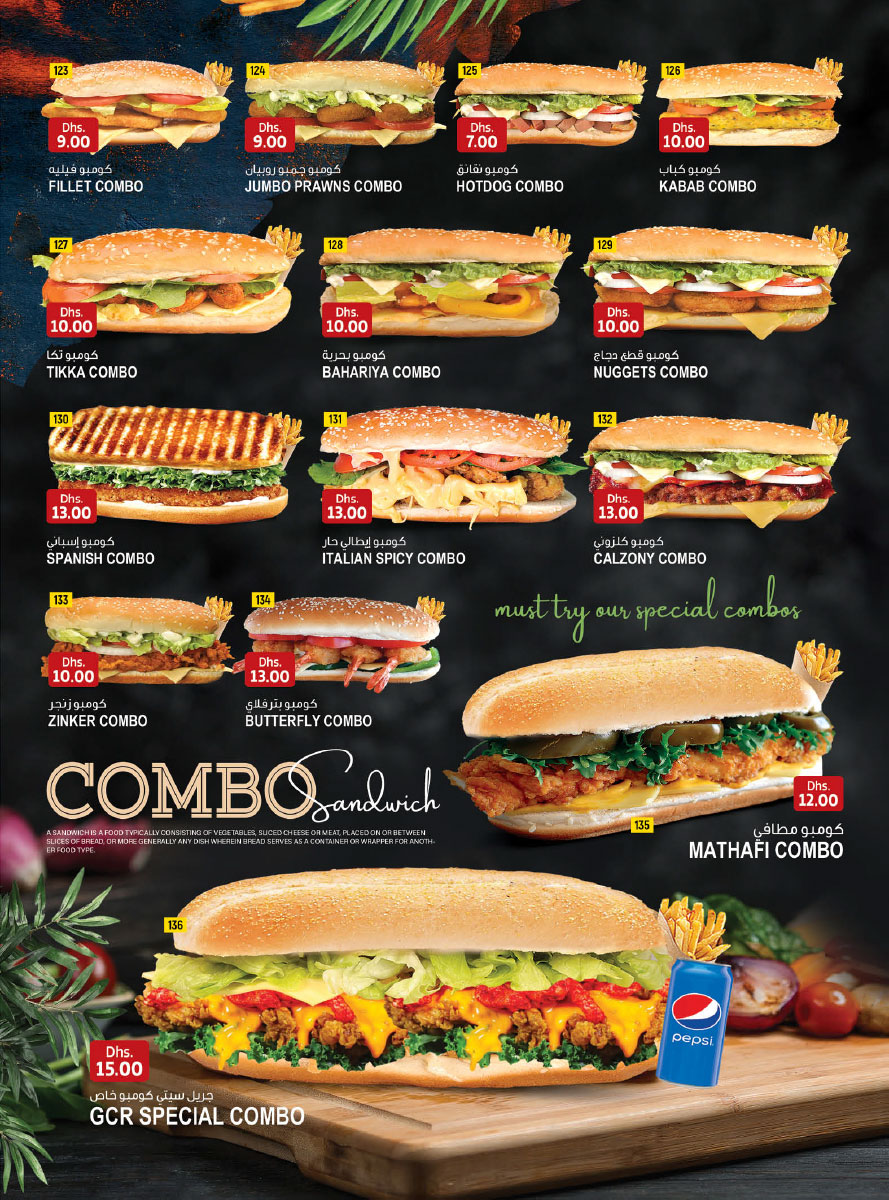 123
Dhs.
9.00
كومبو فيليه
FILLET COMBO
124
Dhs.
9.00
كومبو جمبو روبيان
JUMBO PRAWNS COMBO
125
Dhs.
7.00
كومبو نقانق
HOTDOG COMBO
126
Dhs.
10.00
كومبو كباب
KABAB COMBO
127
Dhs.
10.00
كومبو تكا
TIKKA COMBO
128
Dhs.
10.00
كومبو بحرية
BAHARIYA COMBO
129
Dhs.
10.00
كومبو قطع دجاج
NUGGETS COMBO
130
Dhs.
13.00
كومبو إسباني
SPANISH COMBO
131
Dhs.
13.00
كومبو إيطالي حار
ITALIAN SPICY COMBO
132
Dhs.
13.00
كومبو كلزوني
CALZONY COMBO
133
Dhs.
10.00
كومبو زنجر
ZINKER COMBO
134
Dhs.
13.00
كومبو بترفلاي
BUTTERFLY COMBO
must try our special combos
Dhs.
12.00
135
كومبو مطافي
MATHAFI COMBO
COMBO Sandwich
A SANDWICH IS A FOOD TYPICALLY CONSISTING OF VEGETABLES, SLICED CHEESE OR MEAT, PLACED ON OR BETWEEN
SLICES OF BREAD, OR MORE GENERALLY ANY DISH WHEREIN BREAD SERVES AS A CONTAINER OR WRAPPER FOR ANOTH-
ER FOOD TYPE.
136
pepsi
Dhs.
15.00
جريل سيتي كومبو خاص
GCR SPECIAL COMBO